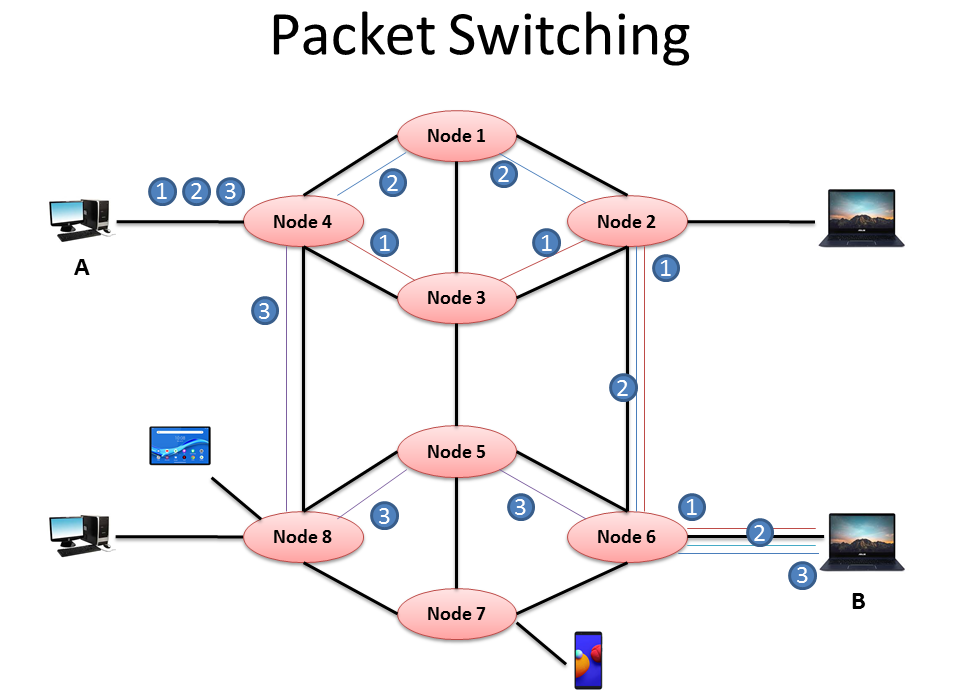 Packet Switching
Node 1
2
2
1 2 3
Node 4
Node 2
1
1
A
1
Node 3
3
2
Node 5
3
3
1
Node 8
Node 6
2
3
B
Node 7